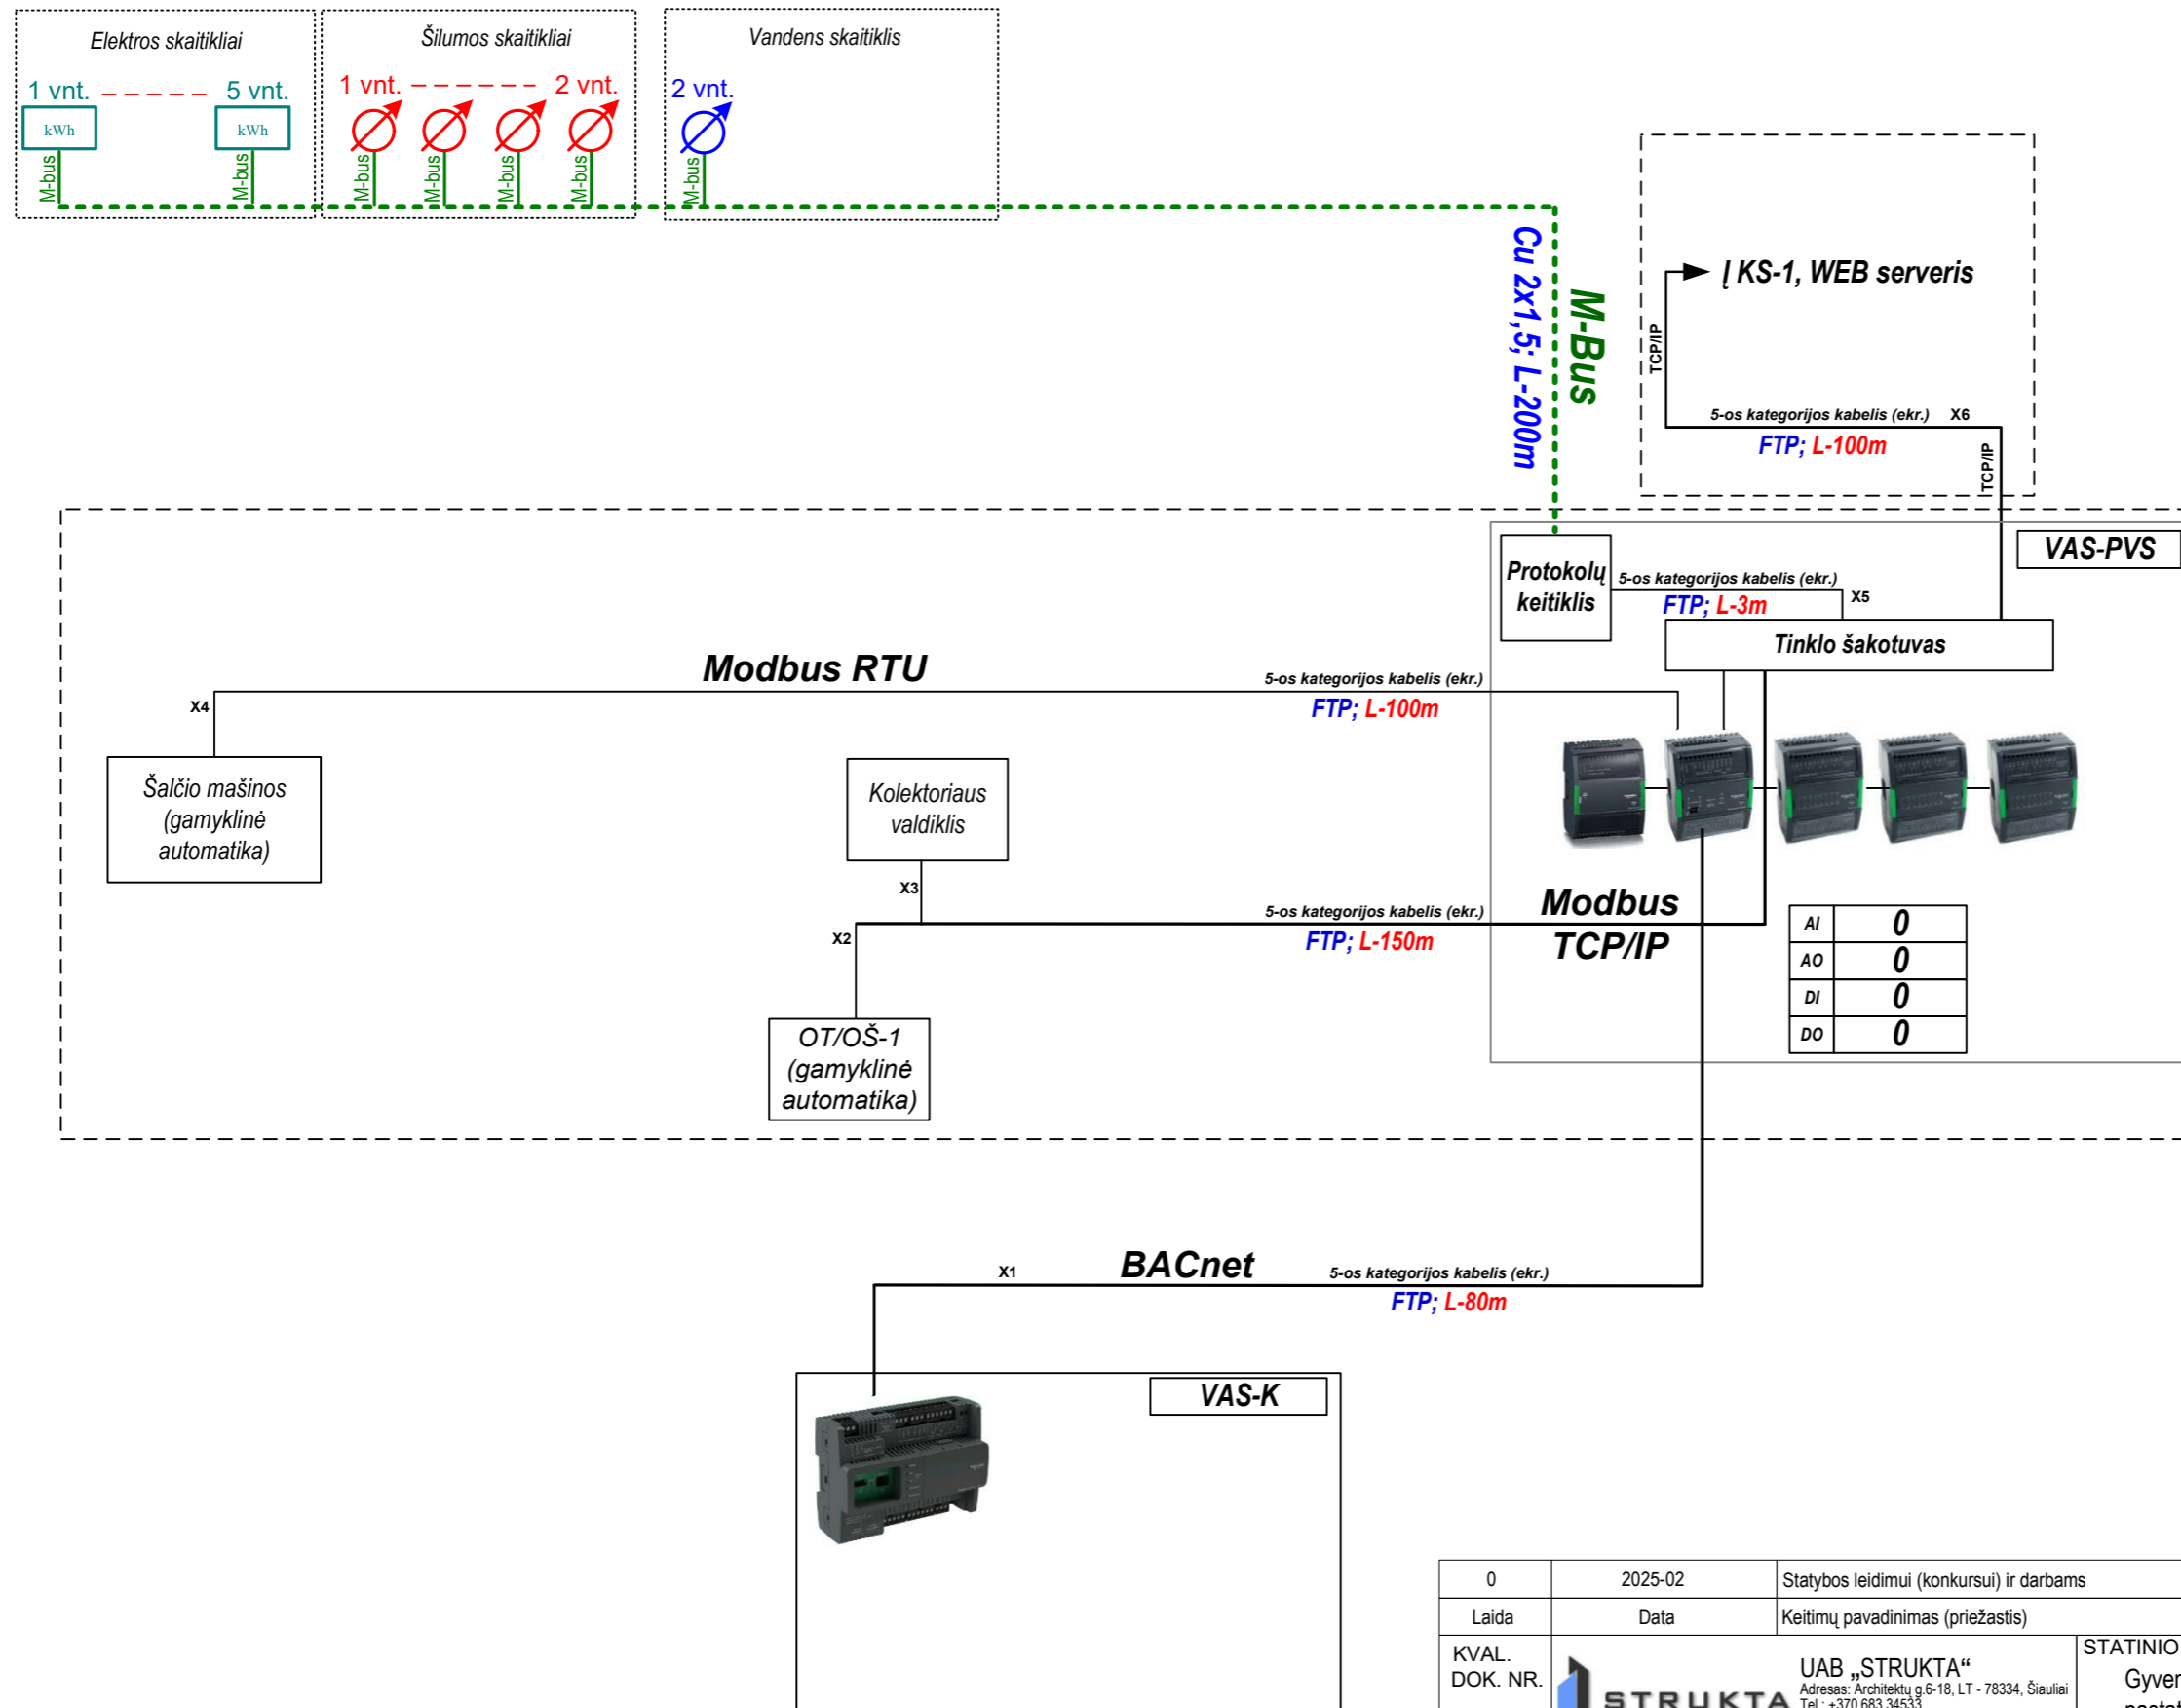 Elektros skaitikliai
Šilumos skaitikliai
Vandens skaitiklis
1 vnt.
5 vnt.
1 vnt.
2 vnt.
2 vnt.
kWh
kWh
M-bus
M-bus
M-bus
M-bus
M-bus
M-bus
M-bus
Cu 2x1,5; L-200m
M-Bus
Į KS-1, WEB serveris
TCP/IP
5-os kategorijos kabelis (ekr.)
X6
FTP; L-100m
TCP/IP
VAS-PVS
Protokolų
keitiklis
5-os kategorijos kabelis (ekr.)
X5
FTP; L-3m
Tinklo šakotuvas
Modbus RTU
5-os kategorijos kabelis (ekr.)
X4
FTP; L-100m
Šalčio mašinos
(gamyklinė
automatika)
Kolektoriaus
valdiklis
X3
5-os kategorijos kabelis (ekr.)
Modbus
TCP/IP
X2
FTP; L-150m
AI 0
AO 0
DI 0
DO 0
OT/OŠ-1
(gamyklinė
automatika)
X1
BACnet
5-os kategorijos kabelis (ekr.)
FTP; L-80m
VAS-K
0 2025-02 Statybos leidimui (konkursui) ir darbams
Laida Data Keitimų pavadinimas (priežastis)
KVAL.
DOK. NR.
STRUKTA
UAB „STRUKTA“
Adresas: Architektų g.6-18, LT - 78334, Šiauliai
Tel.: +370 683 34533
STATINIO
Gyven